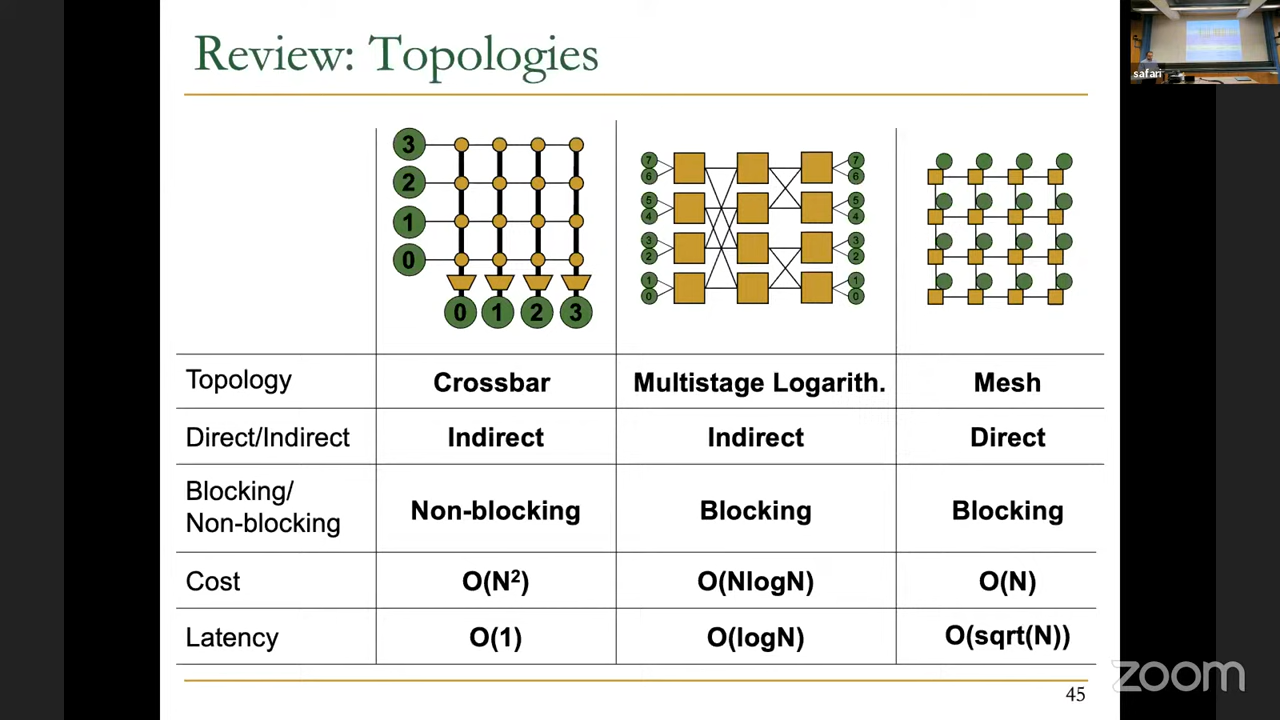 Review: Topologies
safari
3
2
1
0
0 1 2 3
7
6
5
4
3
2
1
0
7
6
5
4
3
2
1
0
Topology Crossbar Multistage Logarith. Mesh
Direct/Indirect Indirect Indirect Direct
Blocking/
Non-blocking Non-blocking Blocking Blocking
Cost O(N²) O(NlogN) O(N)
Latency O(1) O(logN) O(sqrt(N))
45
zoom